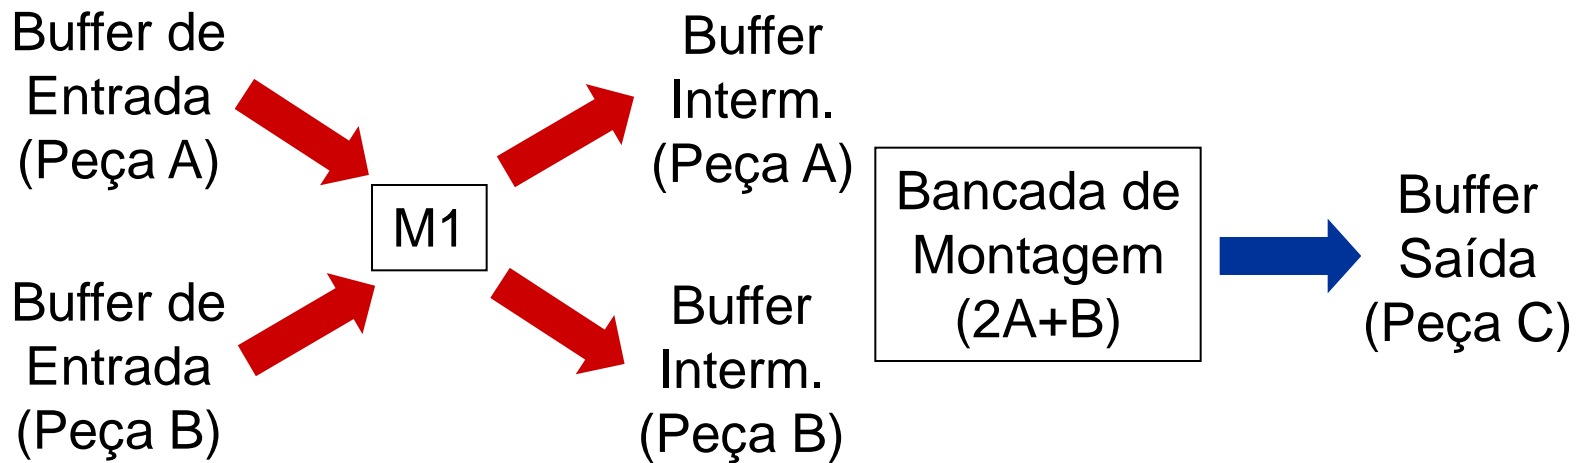 Buffer de
Entrada
(Peça A)
Buffer de
Entrada
(Peça B)
M1
Buffer
Interm.
(Peça A)
Buffer
Interm.
(Peça B)
Bancada de
Montagem
(2A+B)
Buffer
Saída
(Peça C)